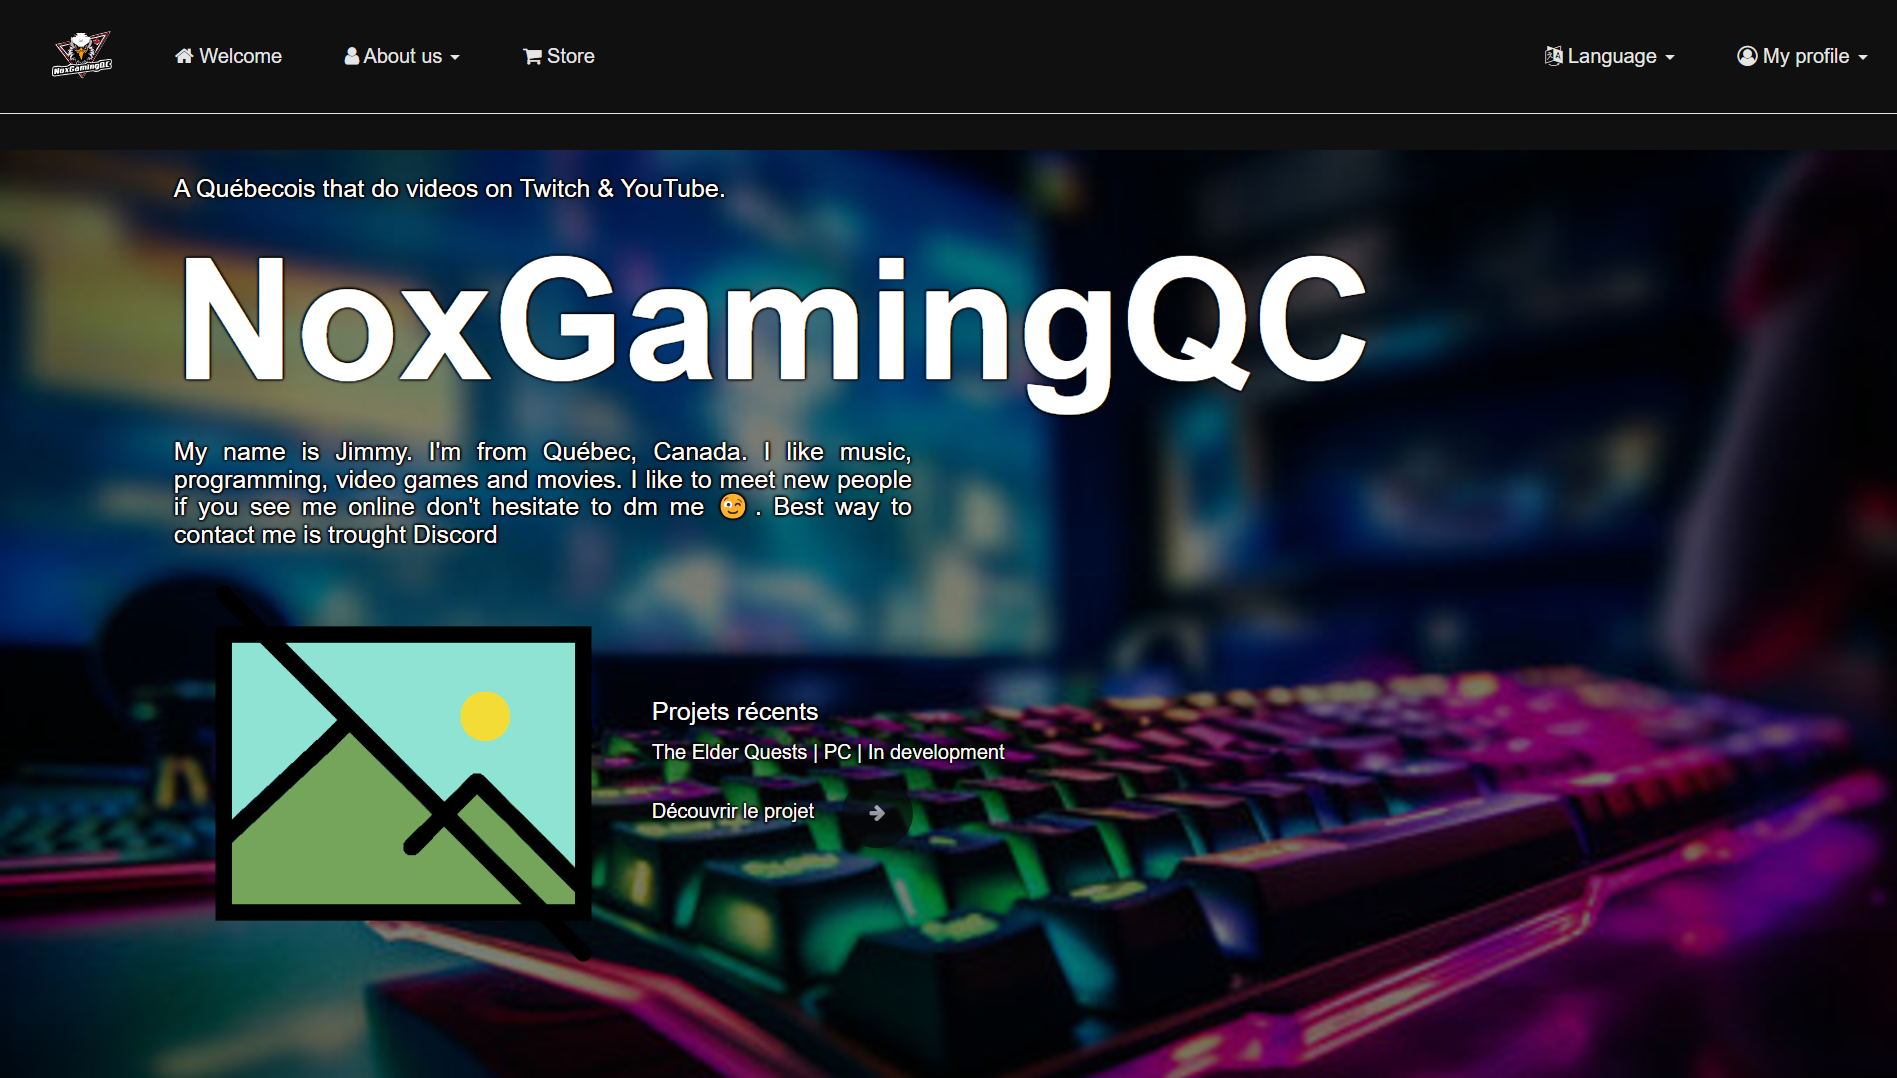 NoxGamingQC
Welcome
About us
Store
Language
My profile
A Québecois that do videos on Twitch & YouTube.
NoxGamingQC
My name is Jimmy. I'm from Québec, Canada. I like music,
programming, video games and movies. I like to meet new people
if you see me online don't hesitate to dm me 😉. Best way to
contact me is trought Discord
Projets récents
The Elder Quests | PC | In development
Découvrir le projet